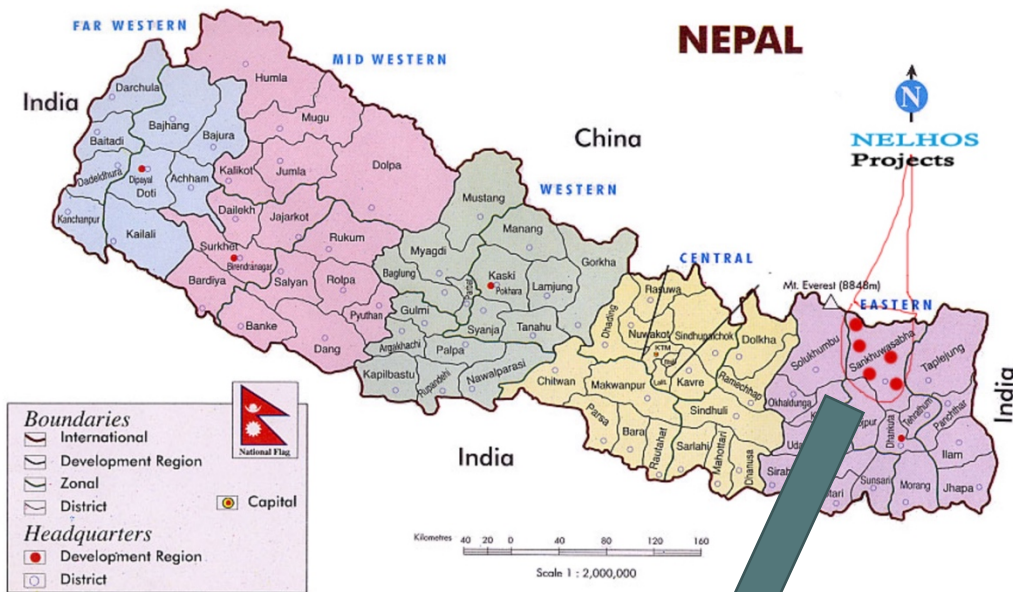 NEPAL
FAR WESTERN
MID WESTERN
WESTERN
CENTRAL
EASTERN
India
China
India
India
N
NELHOS
Projects
Mt. Everest (8848m)
Darchula
Bajhang
Bajura
Baitadi
Dadeldhura
Dipayal
Doti
Achham
Kanchanpur
Kailali
Humla
Mugu
Dolpa
Kalikot
Jumla
Dailekh
Jajarkot
Rukum
Surkhet
Birendranagar
Salyan
Rolpa
Bardiya
Banke
Pyuthan
Dang
Mustang
Manang
Gorkha
Myagdi
Baglung
Parbat
Kaski
Pokhara
Lamjung
Gulmi
Syanja
Tanahu
Argakhachi
Palpa
Kapilbastu
Rupandehi
Nawalparasi
Rasuwa
Dhading
Nuwakot
Sindhupalchok
Dolkha
KTM
Lalit.
Kavre
Ramechhap
Chitwan
Makwanpur
Sindhuli
Parsa
Bara
Rautahat
Sarlahi
Mahottari
Dhanusa
Solukhumbu
Sankhuwasabha
Taplejung
Okhaldunga
Dhankuta
Tehrathum
Panchthar
Ilam
Sunsari
Morang
Jhapa
Boundaries
International
Development Region
Zonal
District
National Flag
Capital
Headquarters
Development Region
District
Kilometres
40 20 0 40 80 120 160
Scale 1 : 2,000,000